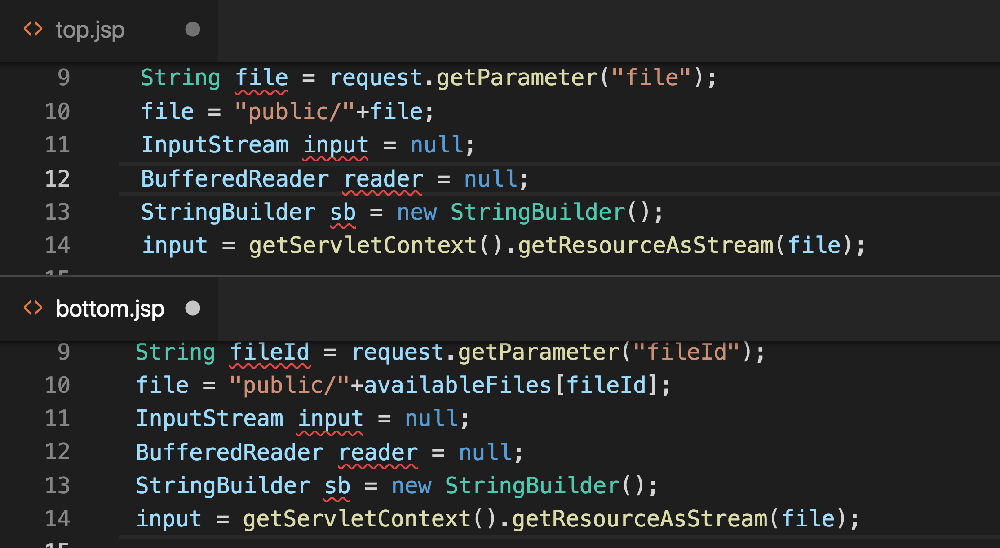 top.jsp
9 String file = request.getParameter("file");
10 file = "public/"+file;
11 InputStream input = null;
12 BufferedReader reader = null;
13 StringBuilder sb = new StringBuilder();
14 input = getServletContext().getResourceAsStream(file);
bottom.jsp
9 String fileId = request.getParameter("fileId");
10 file = "public/"+availableFiles[fileId];
11 InputStream input = null;
12 BufferedReader reader = null;
13 StringBuilder sb = new StringBuilder();
14 input = getServletContext().getResourceAsStream(file);